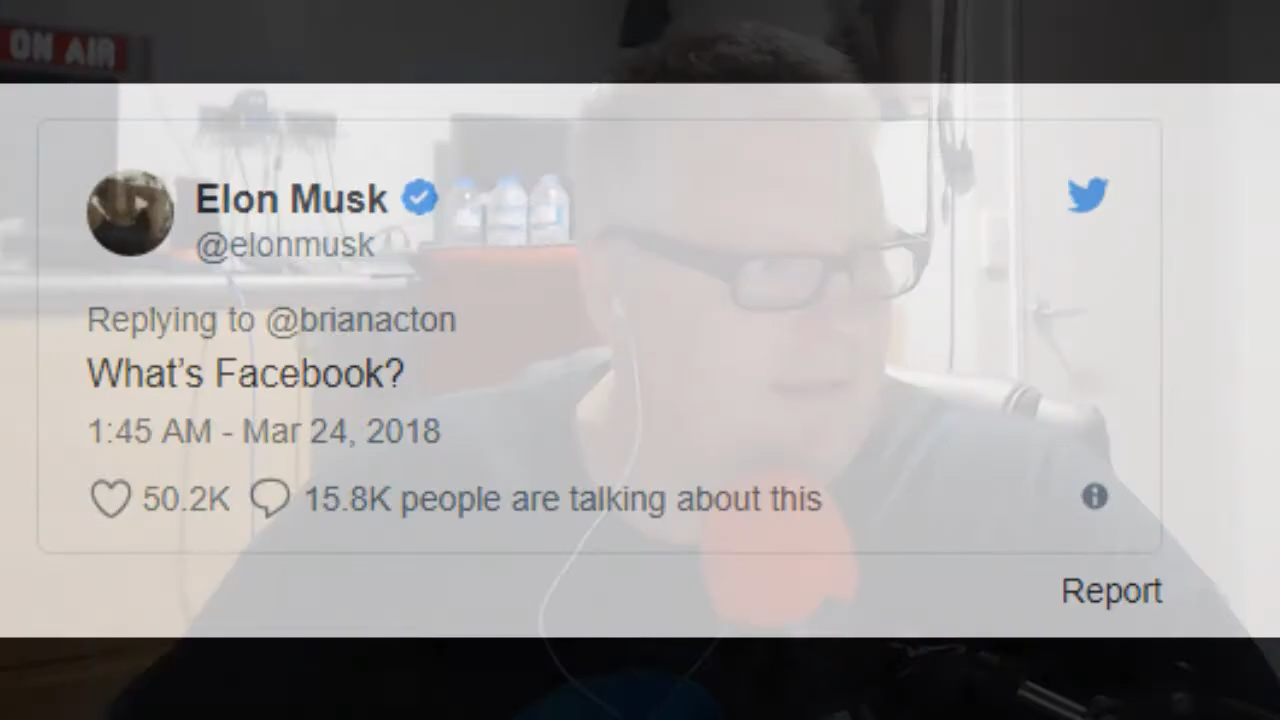 ON AIR
Elon Musk
@elonmusk
Replying to @brianacton
What's Facebook?
1:45 AM - Mar 24, 2018
50.2K 15.8K people are talking about this
Report